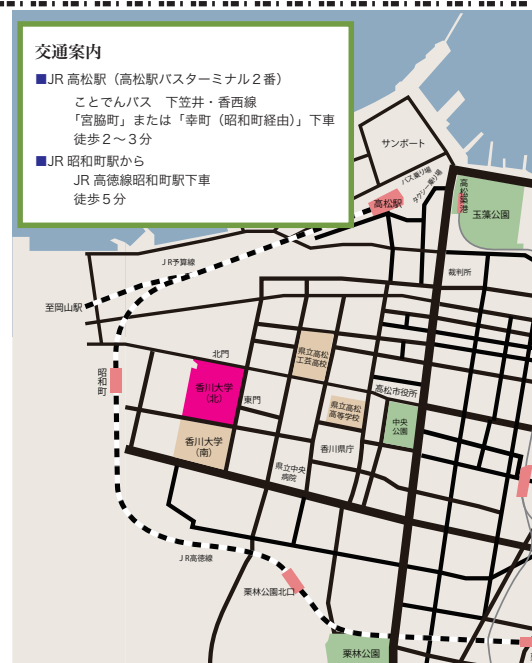 交通案内
■JR 高松駅（高松駅バスターミナル２番）
ことでんバス　下笠井・香西線
「宮脇町」または「幸町（昭和町経由）」下車
徒歩２～３分
■JR 昭和町駅から
JR 高徳線昭和町駅下車
徒歩５分
サンポート
バス乗り場
タクシー乗り場
高松駅
高松築港
玉藻公園
ＪＲ予算線
裁判所
至岡山駅
北門
県立高松
工芸高校
昭和町
香川大学
（北）
東門
高松市役所
県立高松
高等学校
中央
公園
香川大学
（南）
香川県庁
県立中央
病院
ＪＲ高徳線
栗林公園北口
栗林公園